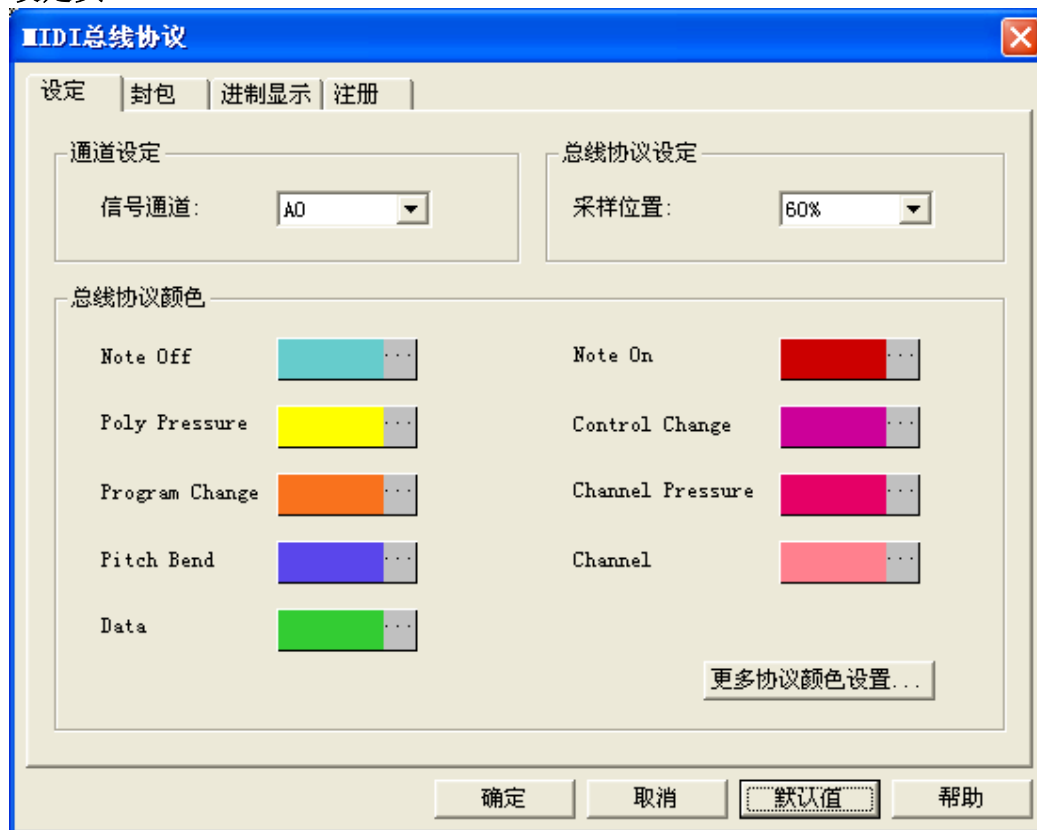 MIDI总线协议
设定 封包 进制显示 注册
通道设定 总线协议设定
信号通道: A0 采样位置: 60%
总线协议颜色
Note Off ... Note On ...
Poly Pressure ... Control Change ...
Program Change ... Channel Pressure ...
Pitch Bend ... Channel ...
Data ...
更多协议颜色设置...
确定 取消 默认值 帮助